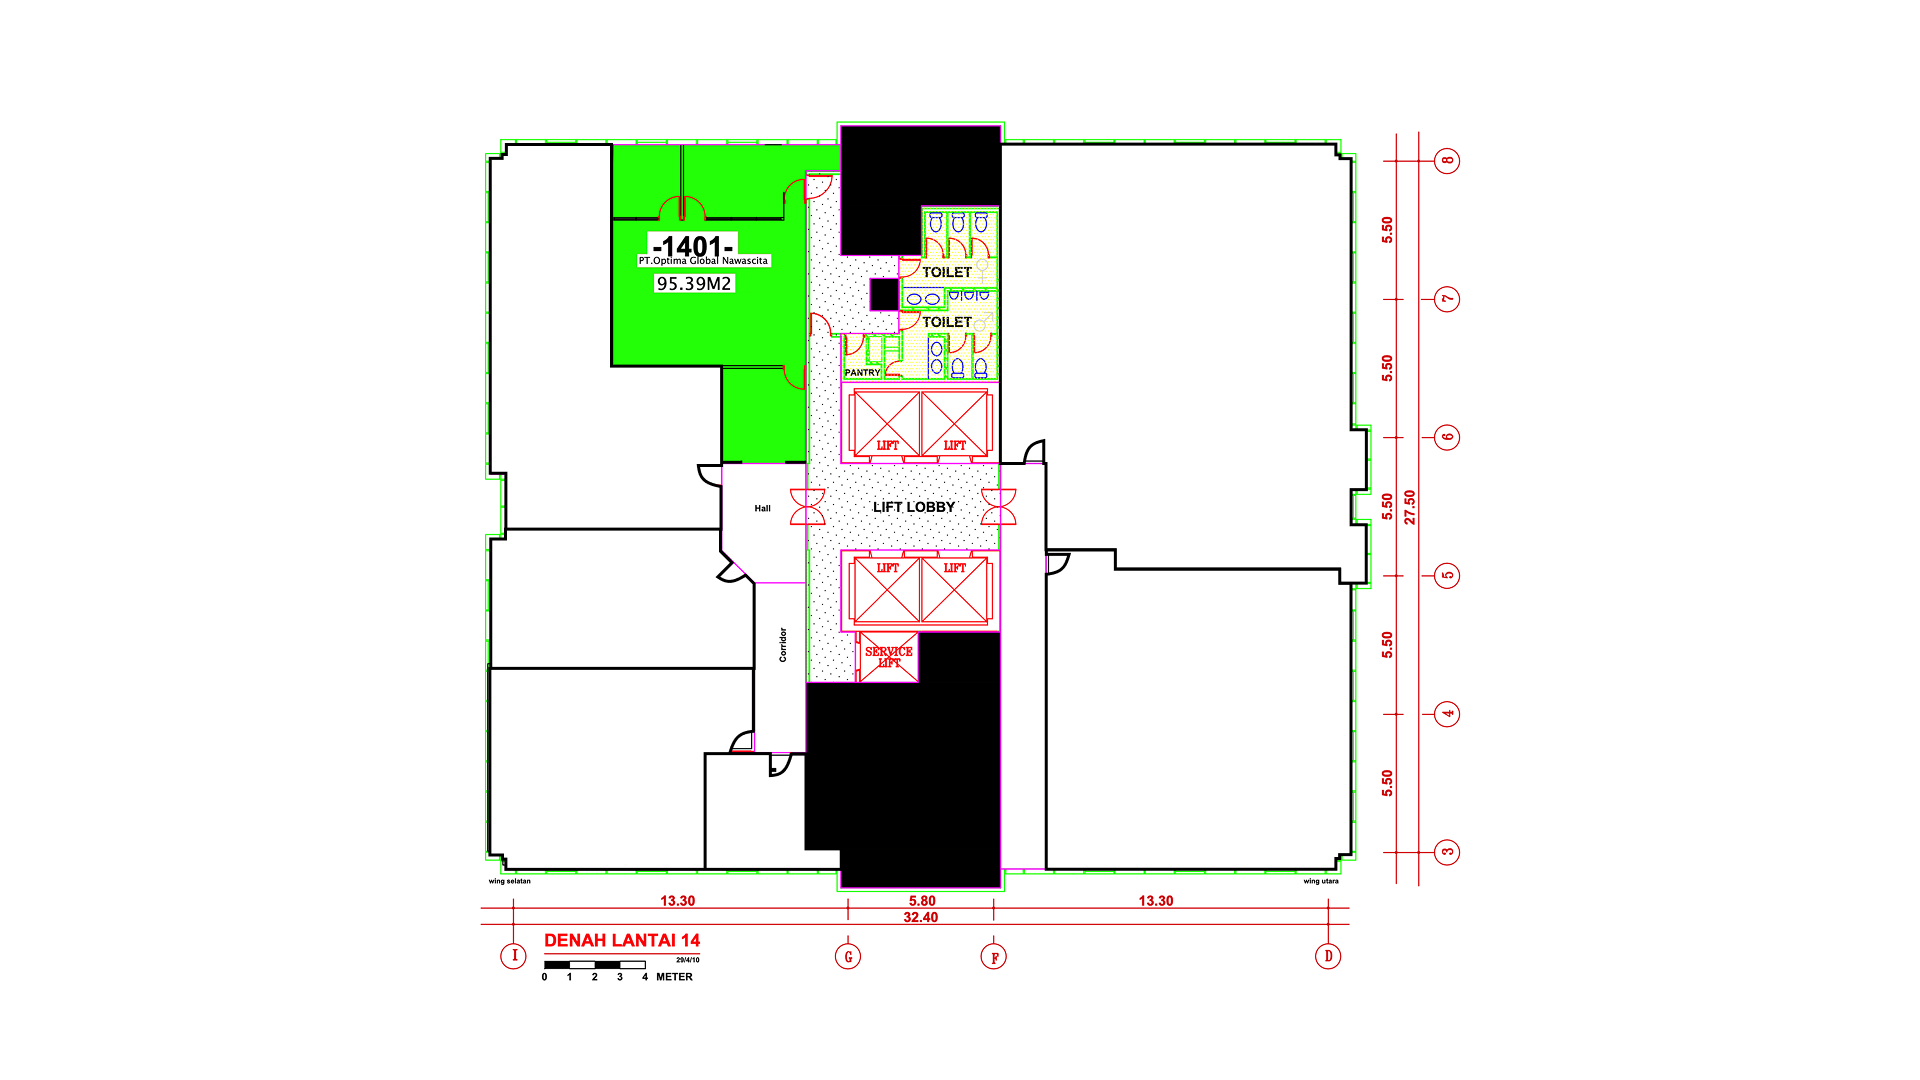 8
5.50
-1401-
PT.Optima Global Nawascita
95.39M2
TOILET
7
TOILET
5.50
PANTRY
LIFT
LIFT
6
Hall
LIFT LOBBY
5.50
27.50
LIFT
LIFT
5
Corridor
SERVICE
LIFT
5.50
4
5.50
3
wing selatan
wing utara
13.30
5.80
13.30
32.40
DENAH LANTAI 14
29/4/10
I
G
F
D
0 1 2 3 4 METER